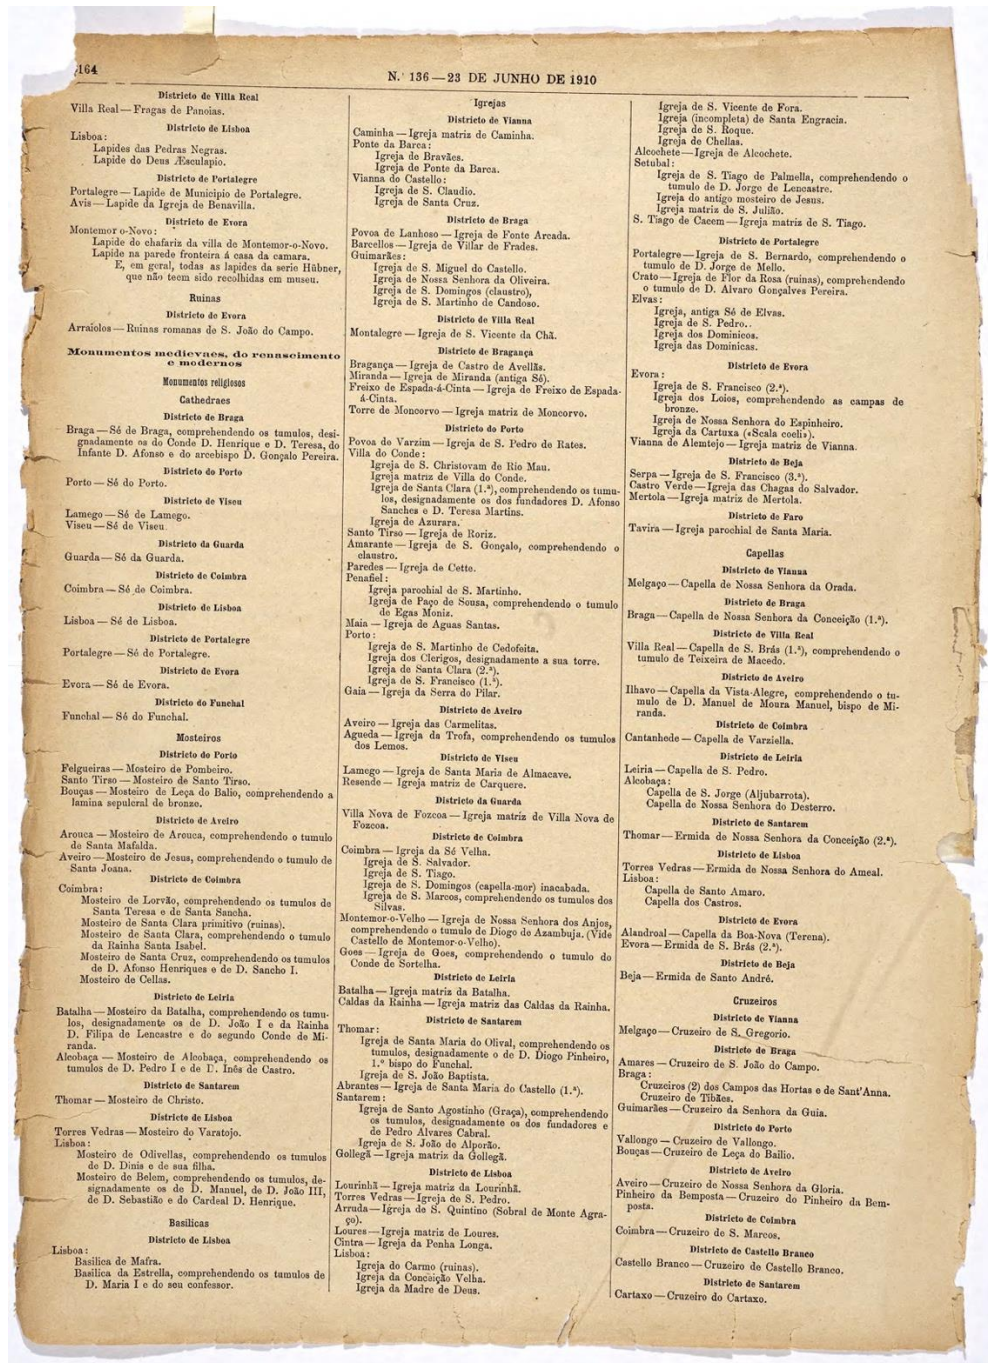 164
N.º 136 — 23 DE JUNHO DE 1910
Districto de Villa Real
Villa Real — Fragas de Panoias.
Districto de Lisboa
Lisboa:
Lapides das Pedras Negras.
Lapide do Deus Æsculapio.
Districto de Portalegre
Portalegre — Lapide de Municipio de Portalegre.
Avis — Lapide da Igreja de Benavilla.
Districto de Evora
Montemor o-Novo:
Lapide do chafariz da villa de Montemor-o-Novo.
Lapide na parede fronteira á casa da camara.
E, em geral, todas as lapides da serie Hübner,
que não teem sido recolhidas em museu.
Ruinas
Districto de Evora
Arraiolos — Ruinas romanas de S. João do Campo.
Monumentos medievaes, do renascimento
e modernos
Monumentos religiosos
Cathedraes
Districto de Braga
Braga — Sé de Braga, comprehendendo os tumulos, desi-
gnadamente os do Conde D. Henrique e D. Teresa, do
Infante D. Afonso e do arcebispo D. Gonçalo Pereira.
Districto do Porto
Porto — Sé do Porto.
Districto de Viseu
Lamego — Sé de Lamego.
Viseu — Sé de Viseu
Districto da Guarda
Guarda — Sé da Guarda.
Districto de Coimbra
Coimbra — Sé de Coimbra.
Districto de Lisboa
Lisboa — Sé de Lisboa.
Districto de Portalegre
Portalegre — Sé de Portalegre.
Districto de Evora
Evora — Sé de Evora.
Districto do Funchal
Funchal — Sé do Funchal.
Mosteiros
Districto do Porto
Felgueiras — Mosteiro de Pombeiro.
Santo Tirso — Mosteiro de Santo Tirso.
Bouças — Mosteiro de Leça do Balio, comprehendendo a
lamina sepulcral de bronze.
Districto de Aveiro
Arouca — Mosteiro de Arouca, comprehendendo o tumulo
de Santa Mafalda.
Aveiro — Mosteiro de Jesus, comprehendendo o tumulo de
Santa Joana.
Districto de Coimbra
Coimbra:
Mosteiro de Lorvão, comprehendendo os tumulos de
Santa Teresa e de Santa Sancha.
Mosteiro de Santa Clara primitivo (ruinas).
Mosteiro de Santa Clara, comprehendendo o tumulo
da Rainha Santa Isabel.
Mosteiro de Santa Cruz, comprehendendo os tumulos
de D. Afonso Henriques e de D. Sancho I.
Mosteiro de Cellas.
Districto de Leiria
Batalha — Mosteiro da Batalha, comprehendendo os tumu-
los, designadamente os de D. João I e da Rainha
D. Filipa de Lencastre e do segundo Conde de Mi-
randa.
Alcobaça — Mosteiro de Alcobaça, comprehendendo os
tumulos de D. Pedro I e de D. Inés de Castro.
Districto de Santarem
Thomar — Mosteiro de Christo.
Districto de Lisboa
Torres Vedras — Mosteiro do Varatojo.
Lisboa:
Mosteiro de Odivellas, comprehendendo os tumulos
de D. Dinis e de sua filha.
Mosteiro de Belem, comprehendendo os tumulos, de-
signadamente os de D. Manuel, de D. João III,
de D. Sebastião e do Cardeal D. Henrique.
Basilicas
Districto de Lisboa
Lisboa:
Basilica de Mafra.
Basilica da Estrella, comprehendendo os tumulos de
D. Maria I e do seu confessor.
Igrejas
Districto de Vianna
Caminha — Igreja matriz de Caminha.
Ponte da Barca:
Igreja de Bravães.
Igreja de Ponte da Barca.
Vianna do Castello:
Igreja de S. Claudio.
Igreja de Santa Cruz.
Districto de Braga
Povoa de Lanhoso — Igreja de Fonte Arcada.
Barcellos — Igreja de Villar de Frades.
Guimarães:
Igreja de S. Miguel do Castello.
Igreja de Nossa Senhora da Oliveira.
Igreja de S. Domingos (claustro),
Igreja de S. Martinho de Candoso.
Districto de Villa Real
Montalegre — Igreja de S. Vicente da Chã.
Districto de Bragança
Bragança — Igreja de Castro de Avellãs.
Miranda — Igreja de Miranda (antiga Sé).
Freixo de Espada-á-Cinta — Igreja de Freixo de Espada-
á-Cinta.
Torre de Moncorvo — Igreja matriz de Moncorvo.
Districto do Porto
Povoa de Varzim — Igreja de S. Pedro de Rates.
Villa do Conde:
Igreja de S. Christovam de Rio Mau.
Igreja matriz de Villa do Conde.
Igreja de Santa Clara (1.ª), comprehendendo os tumu-
los, designadamente os dos fundadores D. Afonso
Sanches e D. Teresa Martins.
Igreja de Azurara.
Santo Tirso — Igreja de Roriz.
Amarante — Igreja de S. Gonçalo, comprehendendo o
claustro.
Paredes — Igreja de Cette.
Penafiel:
Igreja parochial de S. Martinho.
Igreja de Paço de Sousa, comprehendendo o tumulo
de Egas Moniz.
Maia — Igreja de Aguas Santas.
Porto:
Igreja de S. Martinho de Cedofeita.
Igreja dos Clerigos, designadamente a sua torre.
Igreja de Santa Clara (2.ª).
Igreja de S. Francisco (1.ª).
Gaia — Igreja da Serra do Pilar.
Districto de Aveiro
Aveiro — Igreja das Carmelitas.
Agueda — Igreja da Trofa, comprehendendo os tumulos
dos Lemos.
Districto de Viseu
Lamego — Igreja de Santa Maria de Almacave.
Resende — Igreja matriz de Carquere.
Districto da Guarda
Villa Nova de Fozcoa — Igreja matriz de Villa Nova de
Fozcoa.
Districto de Coimbra
Coimbra — Igreja da Sé Velha.
Igreja de S. Salvador.
Igreja de S. Tiago.
Igreja de S. Domingos (capella-mor) inacabada.
Igreja de S. Marcos, comprehendendo os tumulos dos
Silvas.
Montemor-o-Velho — Igreja de Nossa Senhora dos Anjos,
comprehendendo o tumulo de Diogo de Azambuja. (Vide
Castello de Montemor-o-Velho).
Goes — Igreja de Goes, comprehendendo o tumulo do
Conde de Sortelha.
Districto de Leiria
Batalha — Igreja matriz da Batalha.
Caldas da Rainha — Igreja matriz das Caldas da Rainha.
Districto de Santarem
Thomar:
Igreja de Santa Maria do Olival, comprehendendo os
tumulos, designadamente o de D. Diogo Pinheiro,
1.º bispo do Funchal.
Igreja de S. João Baptista.
Abrantes — Igreja de Santa Maria do Castello (1.ª).
Santarem:
Igreja de Santo Agostinho (Graça), comprehendendo
os tumulos, designadamente os dos fundadores e
de Pedro Alvares Cabral.
Igreja de S. João de Alporão.
Gollegã — Igreja matriz da Gollegã.
Districto de Lisboa
Lourinhã — Igreja matriz da Lourinhã.
Torres Vedras — Igreja de S. Pedro.
Arruda — Igreja de S. Quintino (Sobral de Monte Agra-
ço).
Loures — Igreja matriz de Loures.
Cintra — Igreja da Penha Longa.
Lisboa:
Igreja do Carmo (ruinas).
Igreja da Conceição Velha.
Igreja da Madre de Deus.
Igreja de S. Vicente de Fora.
Igreja (incompleta) de Santa Engracia.
Igreja de S. Roque.
Igreja de Chellas.
Alcochete — Igreja de Alcochete.
Setubal:
Igreja de S. Tiago de Palmella, comprehendendo o
tumulo de D. Jorge de Lencastre.
Igreja do antigo mosteiro de Jesus.
Igreja matriz de S. Julião.
S. Tiago de Cacem — Igreja matriz de S. Tiago.
Districto de Portalegre
Portalegre — Igreja de S. Bernardo, comprehendendo o
tumulo de D. Jorge de Mello.
Crato — Igreja de Flor da Rosa (ruinas), comprehendendo
o tumulo de D. Alvaro Gonçalves Pereira.
Elvas:
Igreja, antiga Sé de Elvas.
Igreja de S. Pedro..
Igreja dos Dominicos.
Igreja das Domínicas.
Districto de Evora
Evora:
Igreja de S. Francisco (2.ª).
Igreja dos Loios, comprehendendo as campas de
bronze.
Igreja de Nossa Senhora do Espinheiro.
Igreja da Cartuxa («Scala coeli»).
Vianna de Alemtejo — Igreja matriz de Vianna.
Districto de Beja
Serpa — Igreja de S. Francisco (3.ª).
Castro Verde — Igreja das Chagas do Salvador.
Mertola — Igreja matriz de Mertola.
Districto de Faro
Tavira — Igreja parochial de Santa Maria.
Capellas
Districto de Vianna
Melgaço — Capella de Nossa Senhora da Orada.
Districto de Braga
Braga — Capella de Nossa Senhora da Conceição (1.ª).
Districto de Villa Real
Villa Real — Capella de S. Brás (1.ª), comprehendendo o
tumulo de Teixeira de Macedo.
Districto de Aveiro
Ilhavo — Capella da Vista-Alegre, comprehendendo o tu-
mulo de D. Manuel de Moura Manuel, bispo de Mi-
randa.
Districto de Coimbra
Cantanhede — Capella de Varziella.
Districto de Leiria
Leiria — Capella de S. Pedro.
Alcobaça:
Capella de S. Jorge (Aljubarrota).
Capella de Nossa Senhora do Desterro.
Districto de Santarem
Thomar — Ermida de Nossa Senhora da Conceição (2.ª).
Districto de Lisboa
Torres Vedras — Ermida de Nossa Senhora do Ameal.
Lisboa:
Capella de Santo Amaro.
Capella dos Castros.
Districto de Evora
Alandroal — Capella da Boa-Nova (Terena).
Evora — Ermida de S. Brás (2.ª).
Districto de Beja
Beja — Ermida de Santo André.
Cruzeiros
Districto de Vianna
Melgaço — Cruzeiro de S. Gregorio.
Districto de Braga
Amares — Cruzeiro de S. João do Campo.
Braga:
Cruzeiros (2) dos Campos das Hortas e de Sant'Anna.
Cruzeiro de Tibães.
Guimarães — Cruzeiro da Senhora da Guia.
Districto do Porto
Vallongo — Cruzeiro de Vallongo.
Bouças — Cruzeiro de Leça do Bailio.
Districto de Aveiro
Aveiro — Cruzeiro de Nossa Senhora da Gloria.
Pinheiro da Bemposta — Cruzeiro do Pinheiro da Bem-
posta.
Districto de Coimbra
Coimbra — Cruzeiro de S. Marcos.
Districto de Castello Branco
Castello Branco — Cruzeiro de Castello Branco.
Districto de Santarem
Cartaxo — Cruzeiro do Cartaxo.